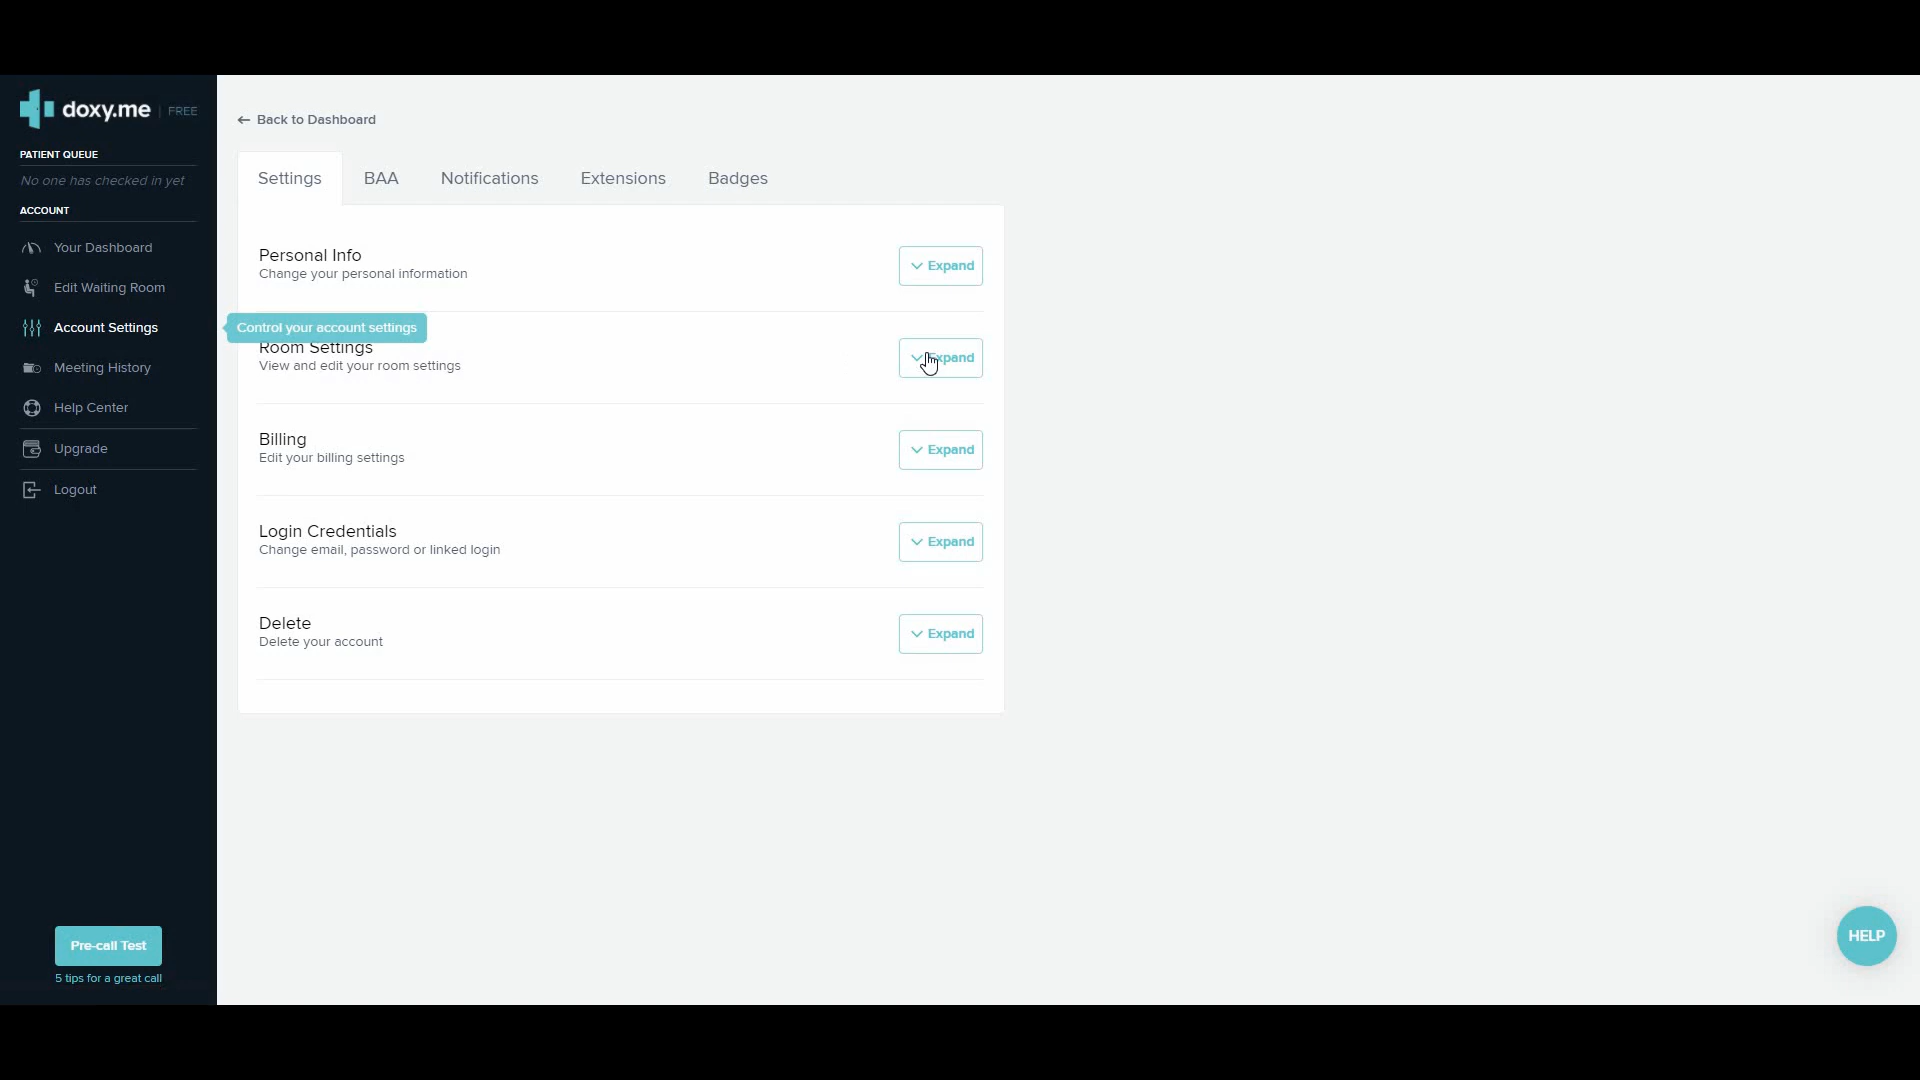 doxy.me | FREE
PATIENT QUEUE
No one has checked in yet
ACCOUNT
Your Dashboard
Edit Waiting Room
Account Settings
Meeting History
Help Center
Upgrade
Logout
Pre-call Test
5 tips for a great call
Back to Dashboard
Settings
BAA
Notifications
Extensions
Badges
Personal Info
Change your personal information
Expand
Control your account settings
Room Settings
View and edit your room settings
Expand
Billing
Edit your billing settings
Expand
Login Credentials
Change email, password or linked login
Expand
Delete
Delete your account
Expand
HELP